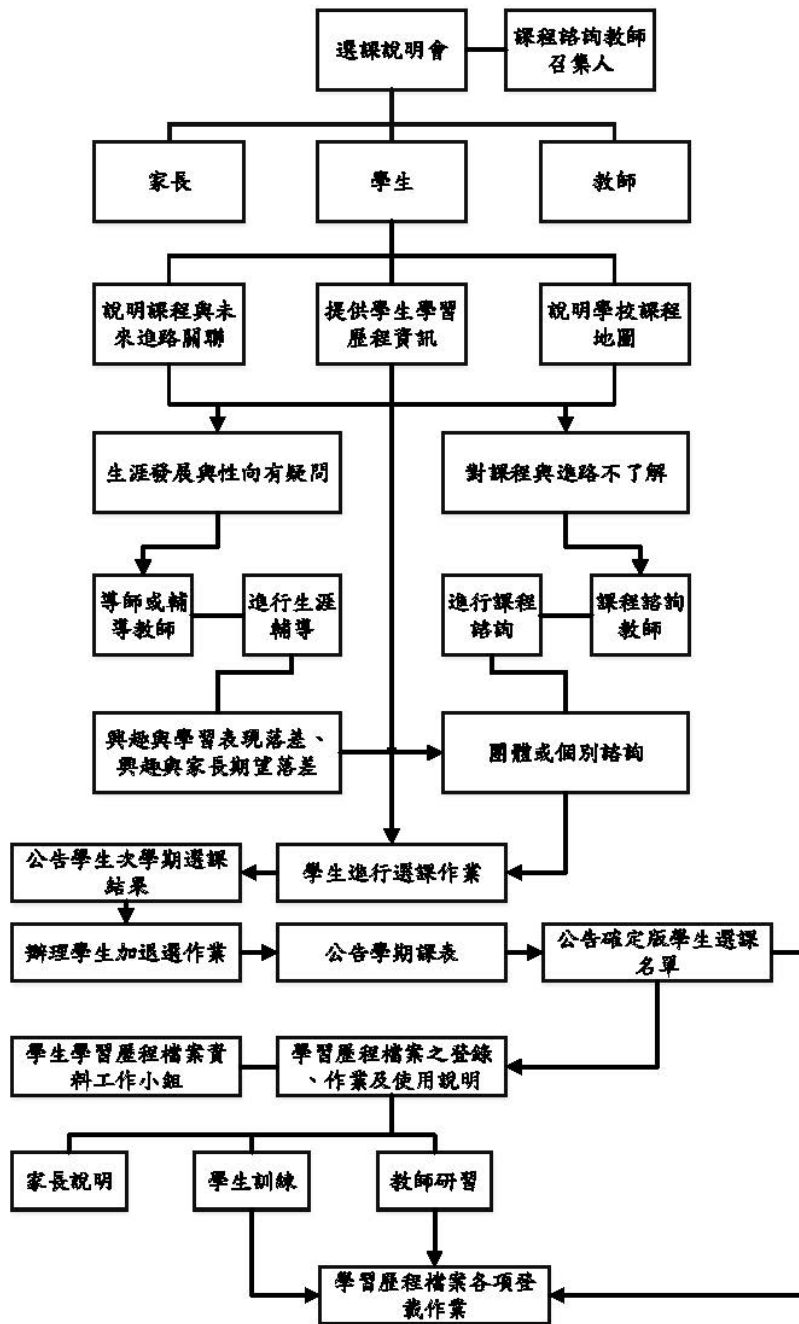 選課說明會
課程諮詢教師
召集人
家長
學生
教師
說明課程與未
來進路關聯
提供學生學習
歷程資訊
說明學校課程
地圖
生涯發展與性向有疑問
對課程與進路不了解
導師或輔
導教師
進行生涯
輔導
進行課程
諮詢
課程諮詢
教師
興趣與學習表現落差、
興趣與家長期望落差
團體或個別諮詢
公告學生次學期選課
結果
學生進行選課作業
辦理學生加退選作業
公告學期課表
公告確定版學生選課
名單
學生學習歷程檔案資
料工作小組
學習歷程檔案之登錄
、作業及使用說明
家長說明
學生訓練
教師研習
學習歷程檔案各項登
載作業